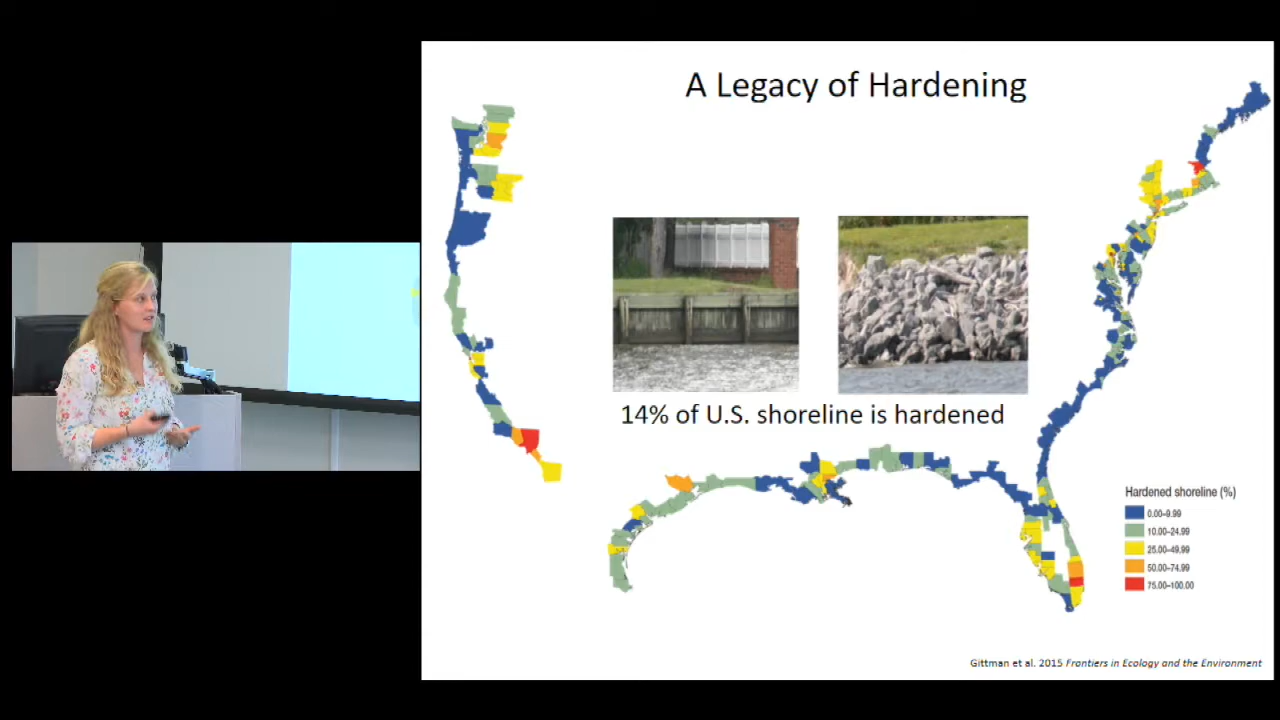 A Legacy of Hardening
14% of U.S. shoreline is hardened
Hardened shoreline (%)
0.00–9.99
10.00–24.99
25.00–49.99
50.00–74.99
75.00–100.00
Gittman et al. 2015 Frontiers in Ecology and the Environment